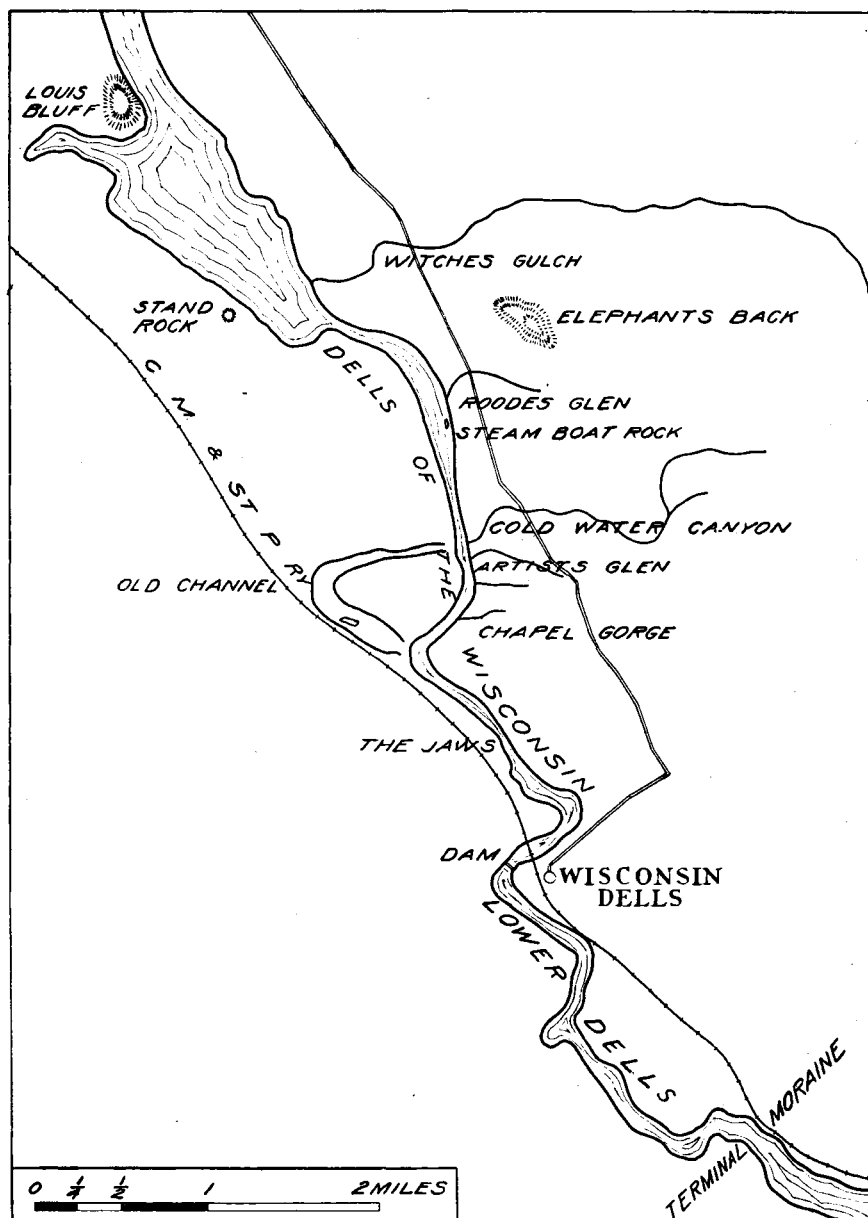 LOUIS
BLUFF
WITCHES GULCH
STAND
ROCK
ELEPHANTS BACK
DELLS OF THE WISCONSIN
ROODES GLEN
STEAM BOAT ROCK
C M & ST P RY
COLD WATER CANYON
ARTISTS GLEN
OLD CHANNEL
CHAPEL GORGE
THE JAWS
DAM
WISCONSIN
DELLS
LOWER DELLS
TERMINAL MORAINE
0 1/4 1/2 1 2 MILES